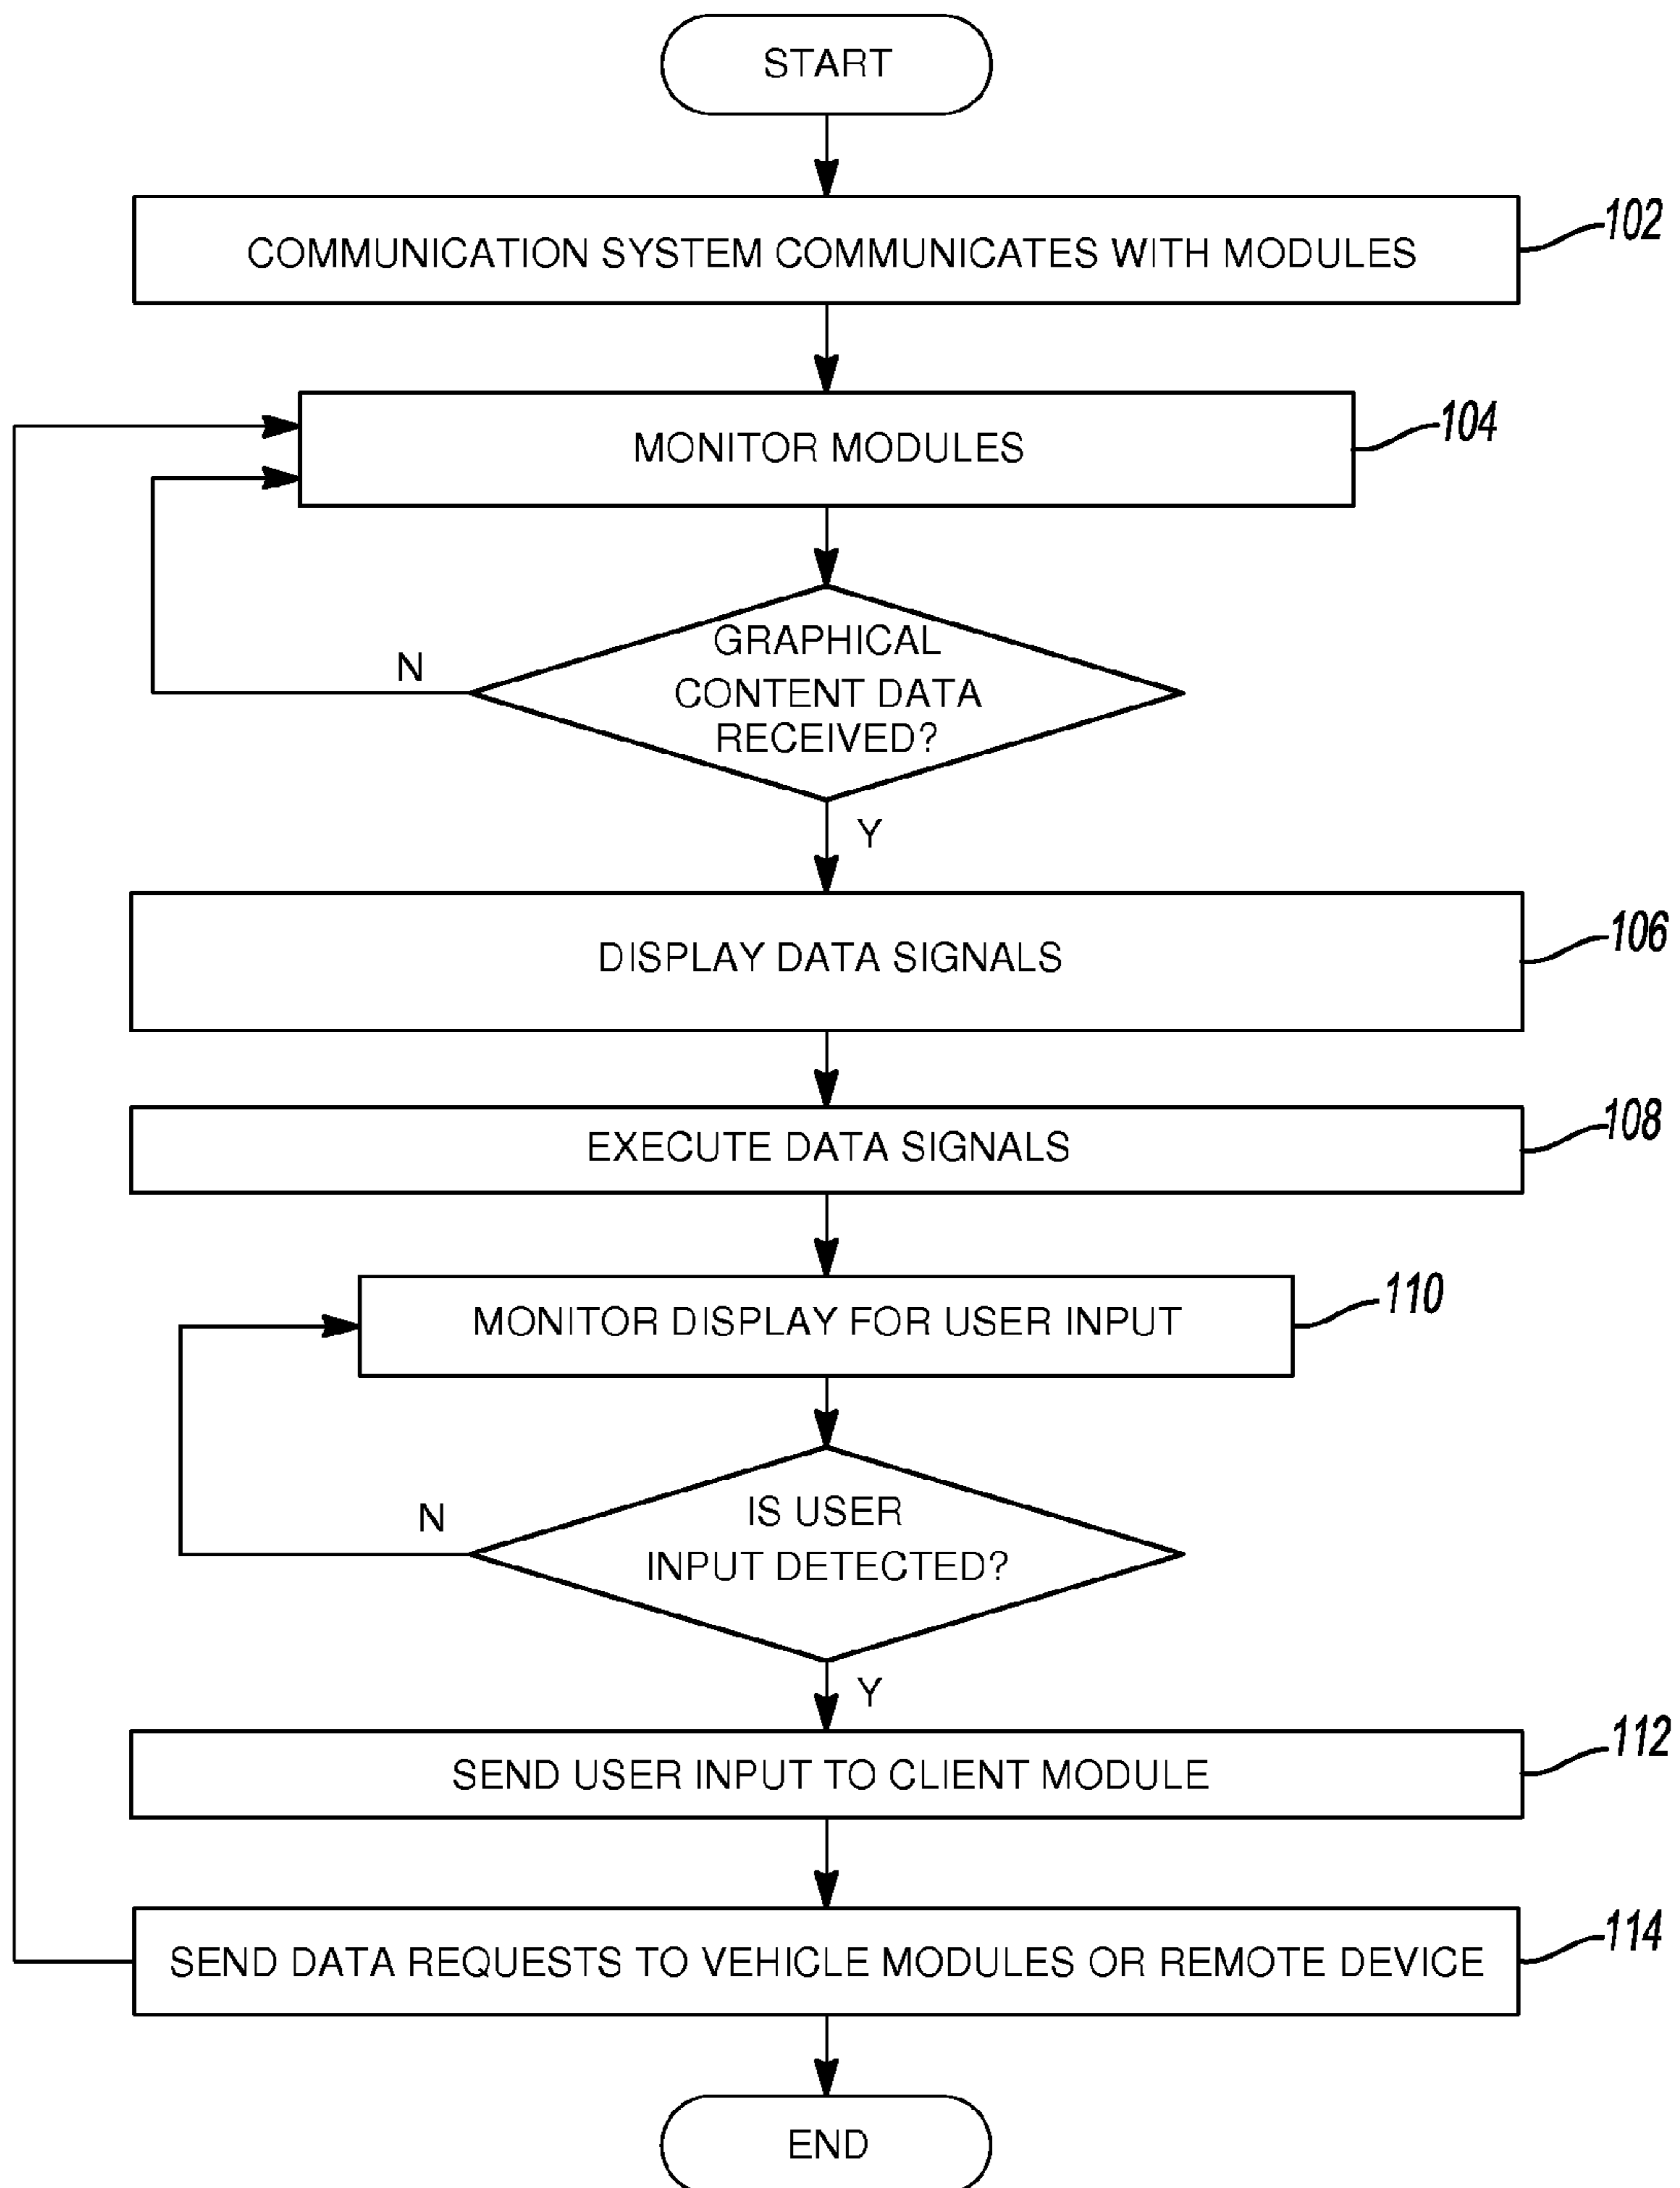 START
COMMUNICATION SYSTEM COMMUNICATES WITH MODULES
102
MONITOR MODULES
104
GRAPHICAL
CONTENT DATA
RECEIVED?
N
Y
DISPLAY DATA SIGNALS
106
EXECUTE DATA SIGNALS
108
MONITOR DISPLAY FOR USER INPUT
110
IS USER
INPUT DETECTED?
N
Y
SEND USER INPUT TO CLIENT MODULE
112
SEND DATA REQUESTS TO VEHICLE MODULES OR REMOTE DEVICE
114
END